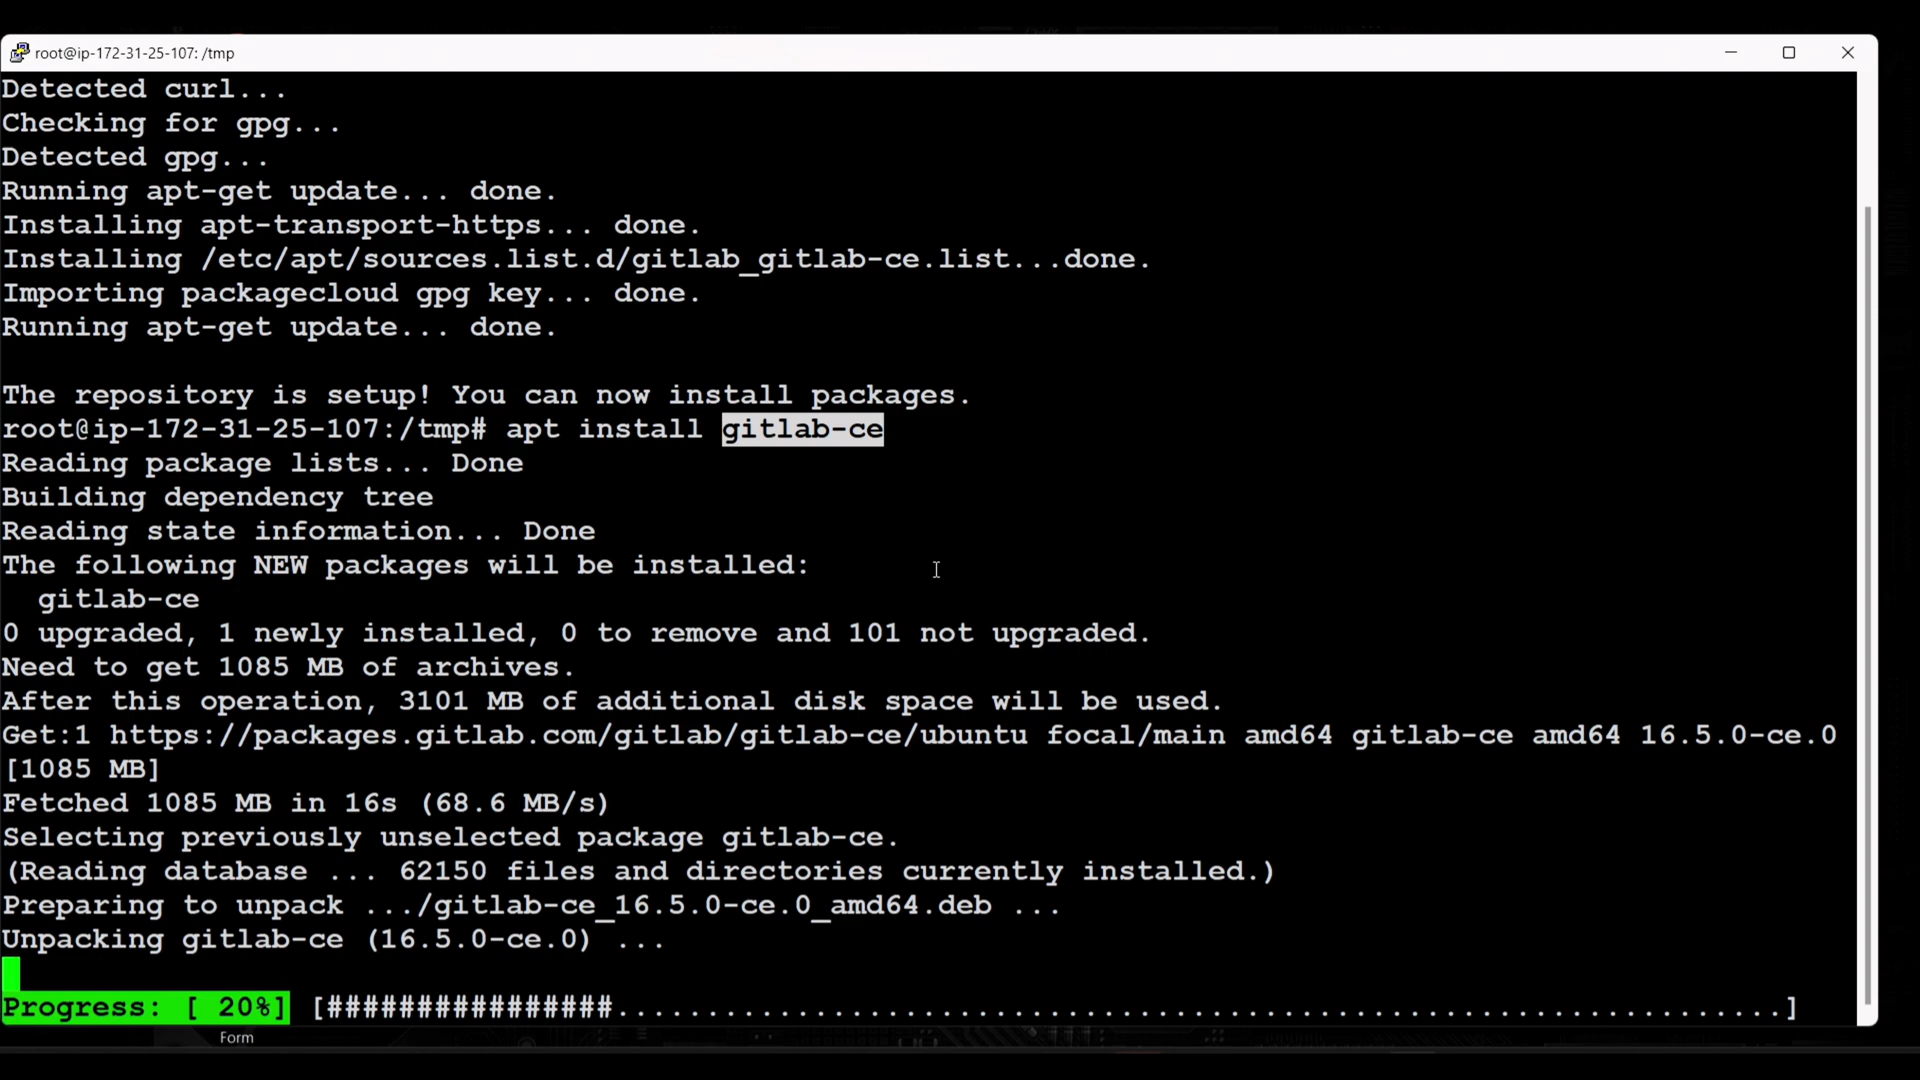 root@ip-172-31-25-107: /tmp
Detected curl...
Checking for gpg...
Detected gpg...
Running apt-get update... done.
Installing apt-transport-https... done.
Installing /etc/apt/sources.list.d/gitlab_gitlab-ce.list...done.
Importing packagecloud gpg key... done.
Running apt-get update... done.
The repository is setup! You can now install packages.
root@ip-172-31-25-107:/tmp# apt install gitlab-ce
Reading package lists... Done
Building dependency tree
Reading state information... Done
The following NEW packages will be installed:
  gitlab-ce
0 upgraded, 1 newly installed, 0 to remove and 101 not upgraded.
Need to get 1085 MB of archives.
After this operation, 3101 MB of additional disk space will be used.
Get:1 https://packages.gitlab.com/gitlab/gitlab-ce/ubuntu focal/main amd64 gitlab-ce amd64 16.5.0-ce.0
[1085 MB]
Fetched 1085 MB in 16s (68.6 MB/s)
Selecting previously unselected package gitlab-ce.
(Reading database ... 62150 files and directories currently installed.)
Preparing to unpack .../gitlab-ce_16.5.0-ce.0_amd64.deb ...
Unpacking gitlab-ce (16.5.0-ce.0) ...
Progress: [ 20%] [################.................................................................]
Form